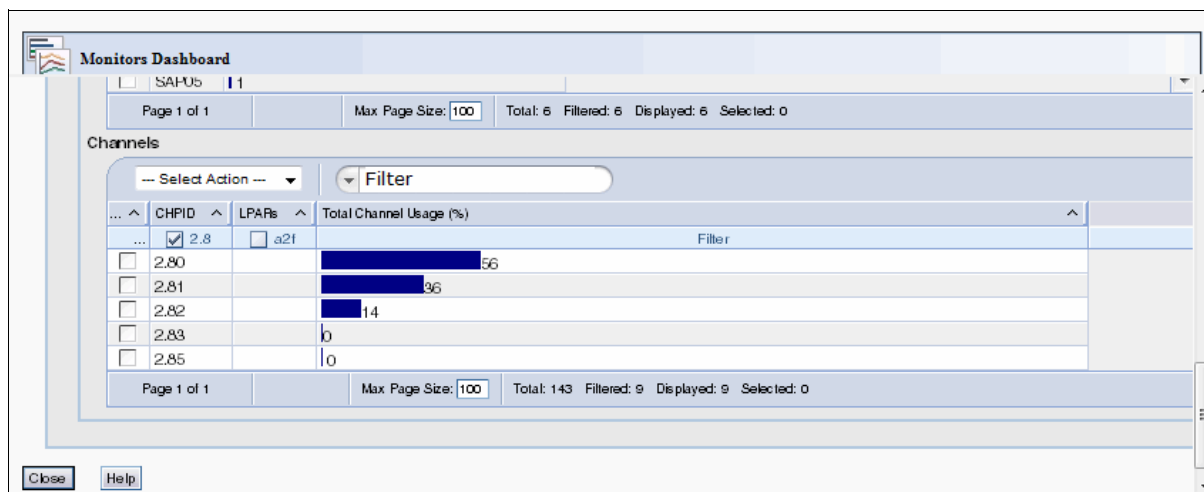 Monitors Dashboard
SAP05 1
Page 1 of 1 Max Page Size: 100 Total: 6 Filtered: 6 Displayed: 6 Selected: 0
Channels
--- Select Action --- Filter
... CHPID LPARs Total Channel Usage (%)
... 2.8 a2f Filter
2.80 56
2.81 36
2.82 14
2.83 0
2.85 0
Page 1 of 1 Max Page Size: 100 Total: 143 Filtered: 9 Displayed: 9 Selected: 0
Close Help